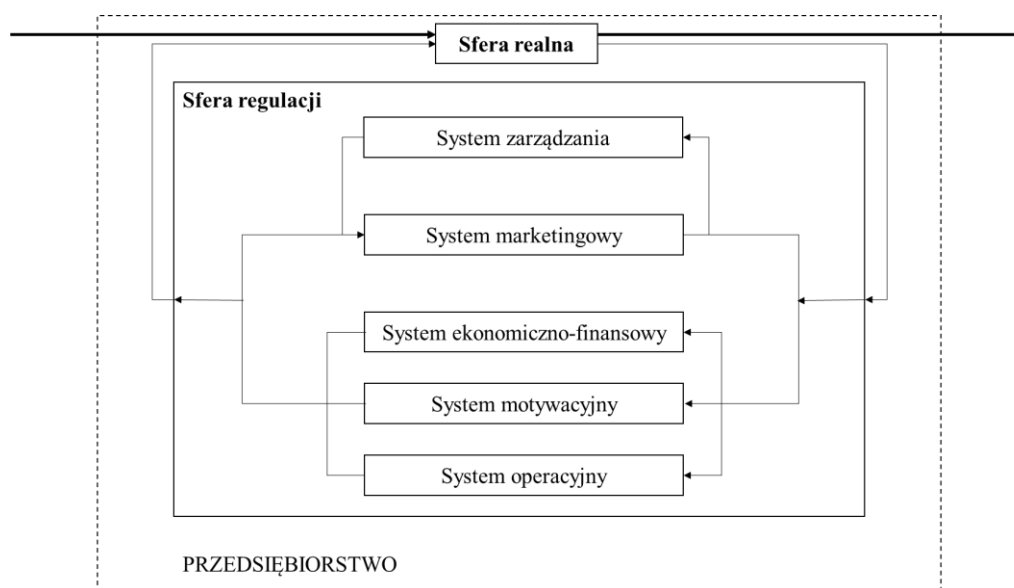 Sfera realna
Sfera regulacji
System zarządzania
System marketingowy
System ekonomiczno-finansowy
System motywacyjny
System operacyjny
PRZEDSIĘBIORSTWO